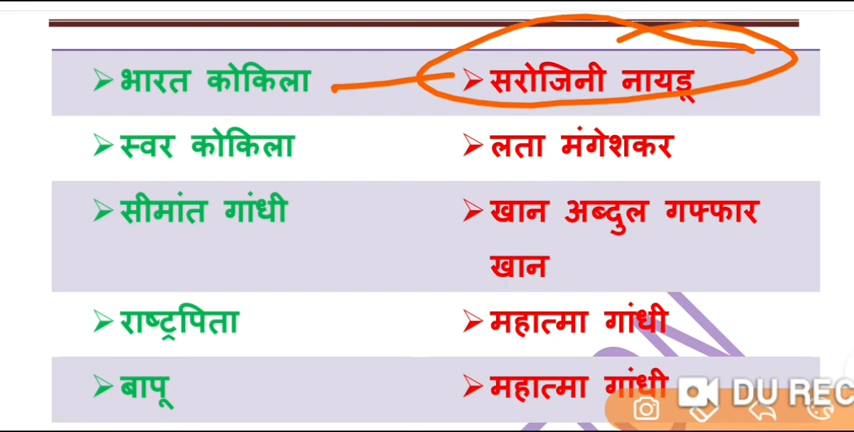 भारत कोकिला सरोजिनी नायडू
स्वर कोकिला लता मंगेशकर
सीमांत गांधी खान अब्दुल गफ्फार
खान
राष्ट्रपिता महात्मा गांधी
बापू महात्मा गांधी
DU REC